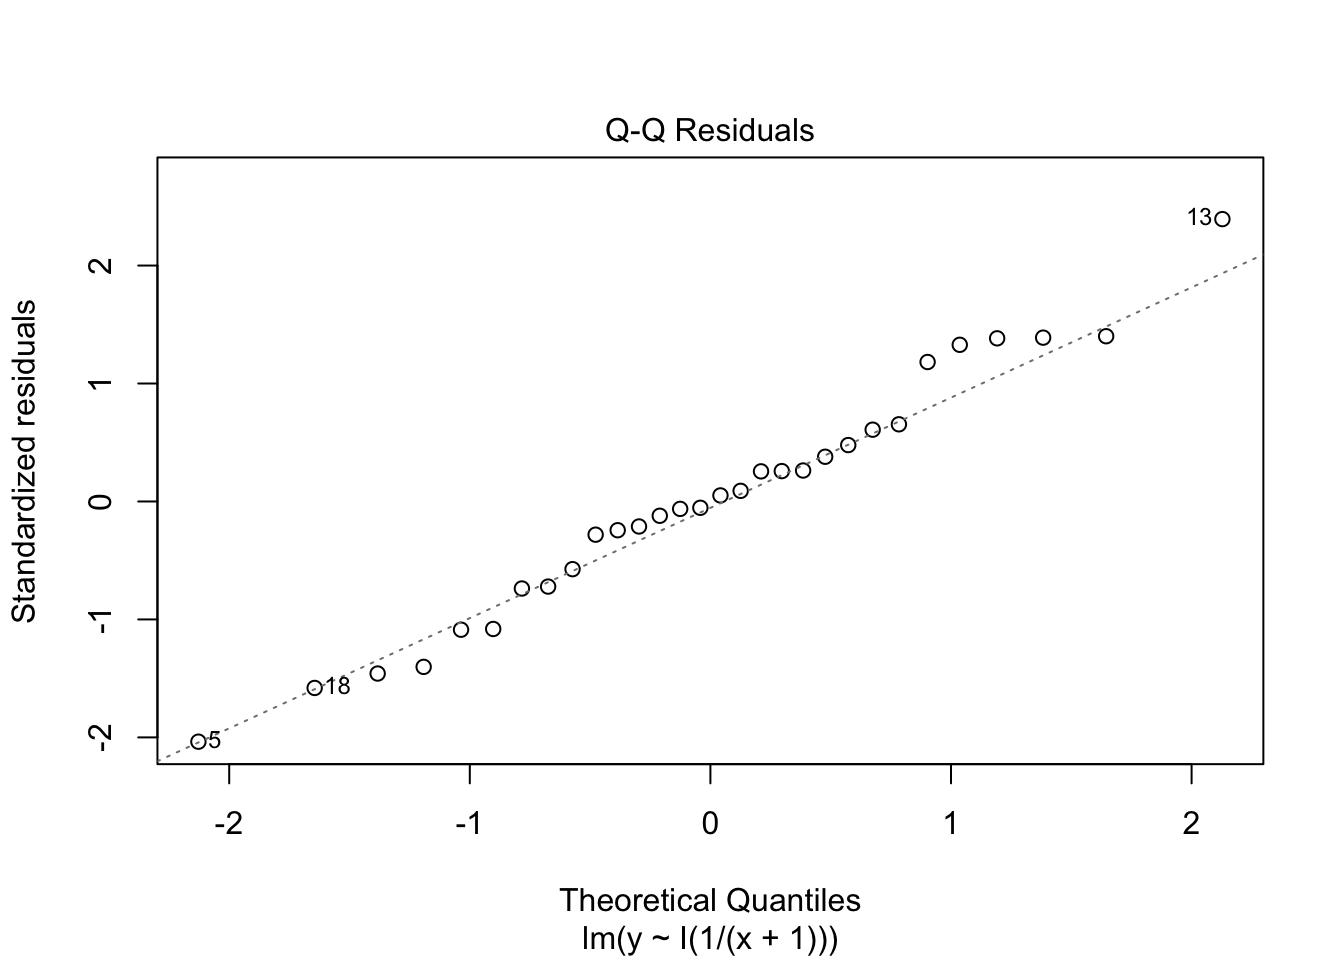 Q-Q Residuals
Standardized residuals
2
1
0
-1
-2
13
18
5
-2 -1 0 1 2
Theoretical Quantiles
lm(y ~ I(1/(x + 1)))